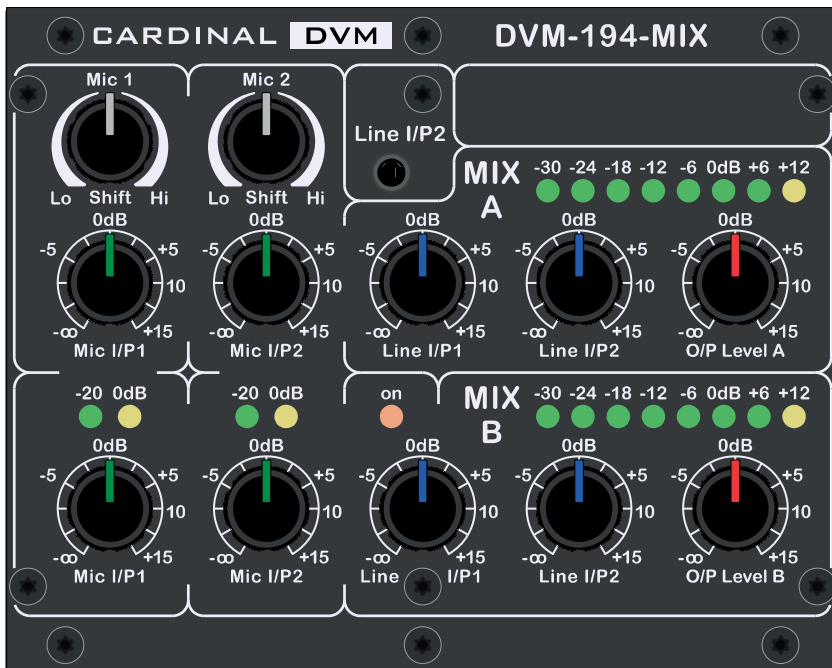 CARDINAL DVM DVM-194-MIX
Mic 1 Mic 2
Line I/P2
Lo Shift Hi Lo Shift Hi
MIX A -30 -24 -18 -12 -6 0dB +6 +12
0dB 0dB 0dB 0dB 0dB
-5 +5 -5 +5 -5 +5 -5 +5 -5 +5
10 10 10 10 10
-∞ +15 -∞ +15 -∞ +15 -∞ +15 -∞ +15
Mic I/P1 Mic I/P2 Line I/P1 Line I/P2 O/P Level A
-20 0dB -20 0dB on MIX B -30 -24 -18 -12 -6 0dB +6 +12
0dB 0dB 0dB 0dB 0dB
-5 +5 -5 +5 -5 +5 -5 +5 -5 +5
10 10 10 10 10
-∞ +15 -∞ +15 -∞ +15 -∞ +15 -∞ +15
Mic I/P1 Mic I/P2 Line I/P1 Line I/P2 O/P Level B